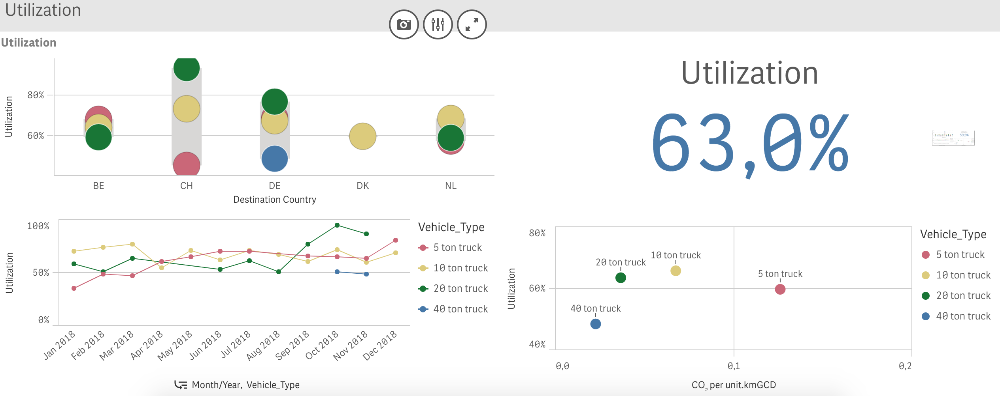 Utilization
Utilization
Utilization
80%
60%
BE
CH
DE
DK
NL
Destination Country
Utilization
63,0%
59,9%
Utilization
100%
50%
0%
Jan 2018
Feb 2018
Mar 2018
Apr 2018
May 2018
Jun 2018
Jul 2018
Aug 2018
Sep 2018
Oct 2018
Nov 2018
Dec 2018
Month/Year, Vehicle_Type
Vehicle_Type
5 ton truck
10 ton truck
20 ton truck
40 ton truck
Utilization
80%
60%
40%
10 ton truck
20 ton truck
5 ton truck
40 ton truck
0,0
0,1
0,2
CO₂ per unit.kmGCD
Vehicle_Type
5 ton truck
10 ton truck
20 ton truck
40 ton truck